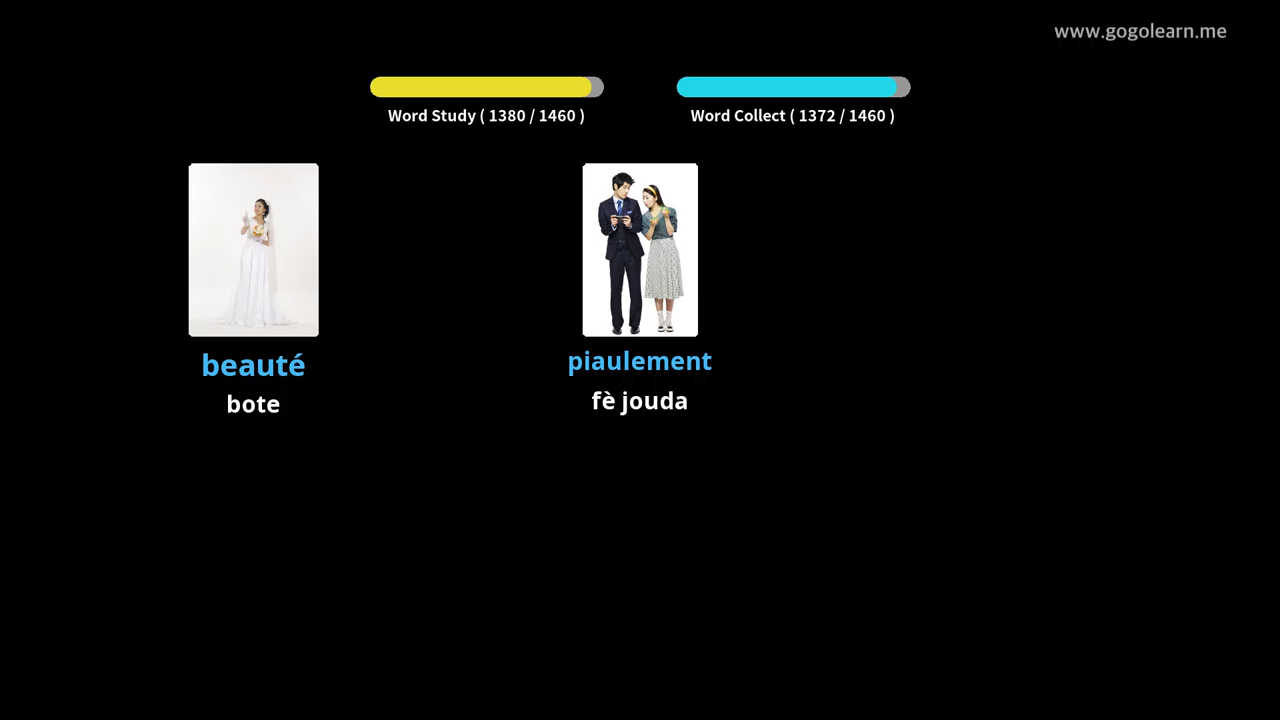 www.gogolearn.me
Word Study ( 1380 / 1460 )
Word Collect ( 1372 / 1460 )
beauté
bote
piaulement
fè jouda